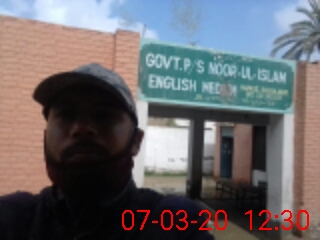 GOVT.P/S NOOR-UL-ISLAM
ENGLISH MEDIUM
07-03-20 12:30